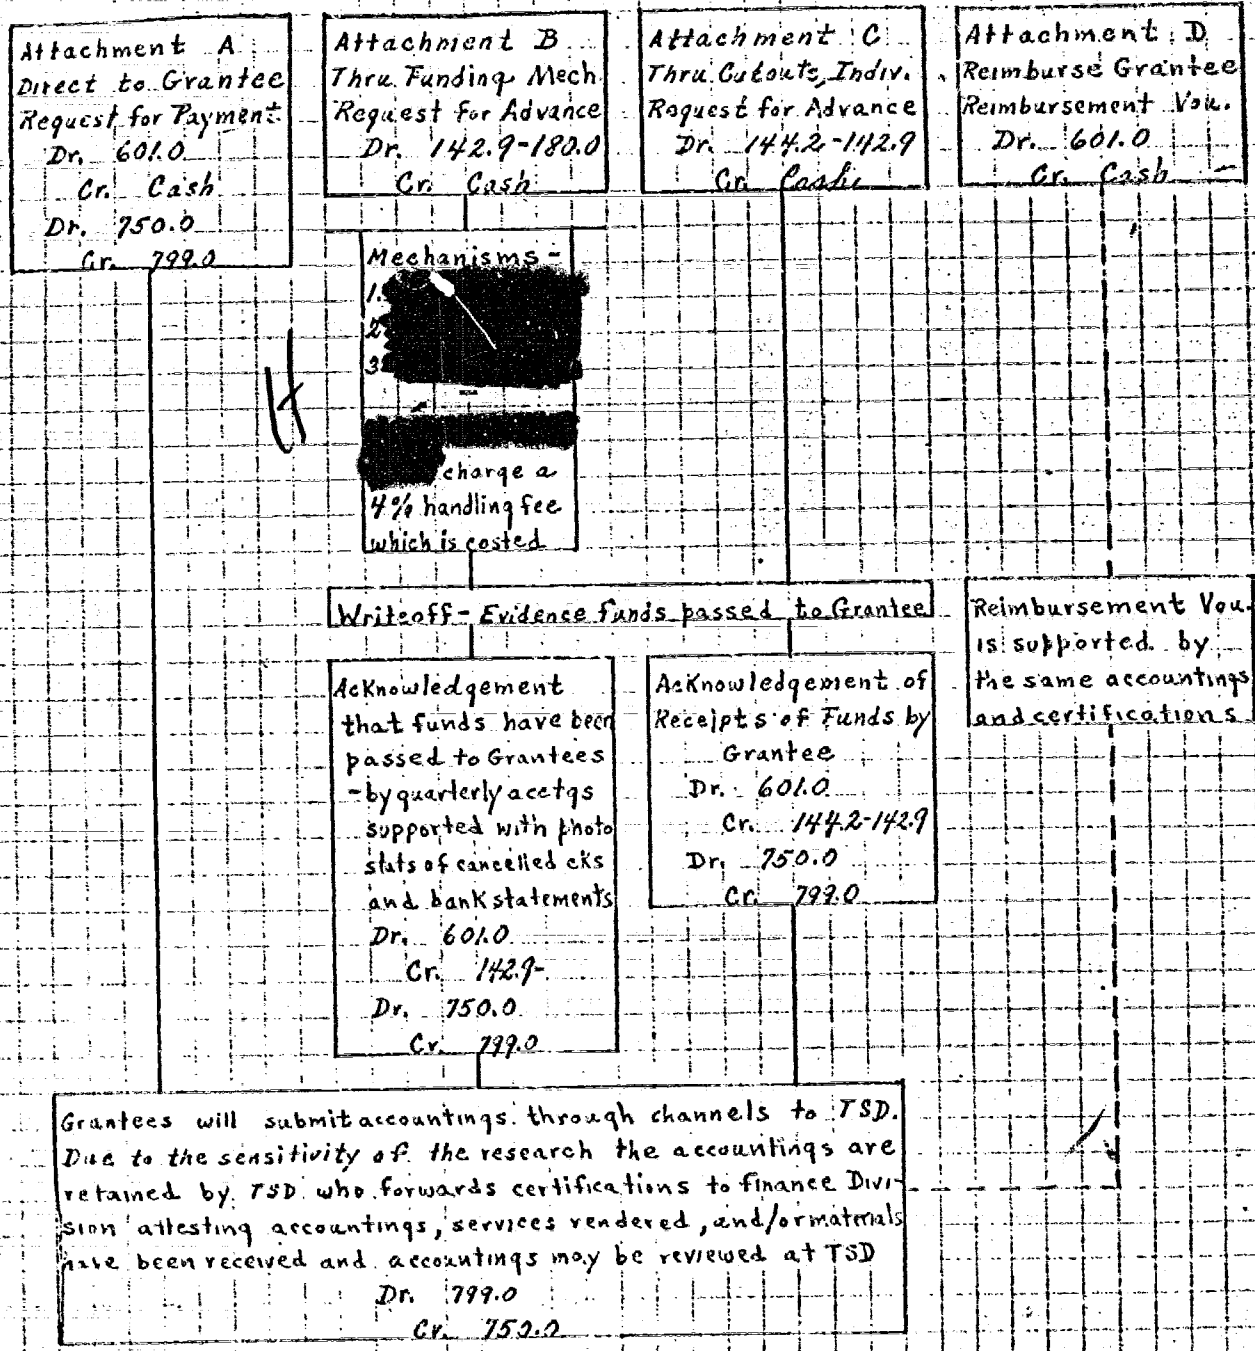 Attachment A
Direct to Grantee
Request for Payment
Dr. 601.0
Cr. Cash
Dr. 750.0
Cr. 799.0
Attachment B
Thru Funding Mech
Request for Advance
Dr. 142.9-180.0
Cr. Cash
Attachment C
Thru Cutouts, Indiv.
Request for Advance
Dr. 144.2-142.9
Cr. Cash
Attachment D
Reimburse Grantee
Reimbursement Vou.
Dr. 601.0
Cr. Cash
Mechanisms -
1.
2
3
H
charge a
4% handling fee
which is costed
Writeoff - Evidence funds passed to Grantee
Reimbursement Vou.
is supported by
the same accountings
and certifications
Acknowledgement
that funds have been
passed to Grantees
- by quarterly acctgs
supported with photo
stats of cancelled cks
and bank statements
Dr. 601.0
Cr. 142.9-
Dr. 750.0
Cr. 799.0
Acknowledgement of
Receipts of Funds by
Grantee
Dr. 601.0
Cr. 144.2-142.9
Dr. 750.0
Cr. 799.0
Grantees will submit accountings through channels to TSD.
Due to the sensitivity of the research the accountings are
retained by TSD who forwards certifications to Finance Divi-
sion attesting accountings, services rendered, and/or materials
have been received and accountings may be reviewed at TSD
Dr. 799.0
Cr. 750.0